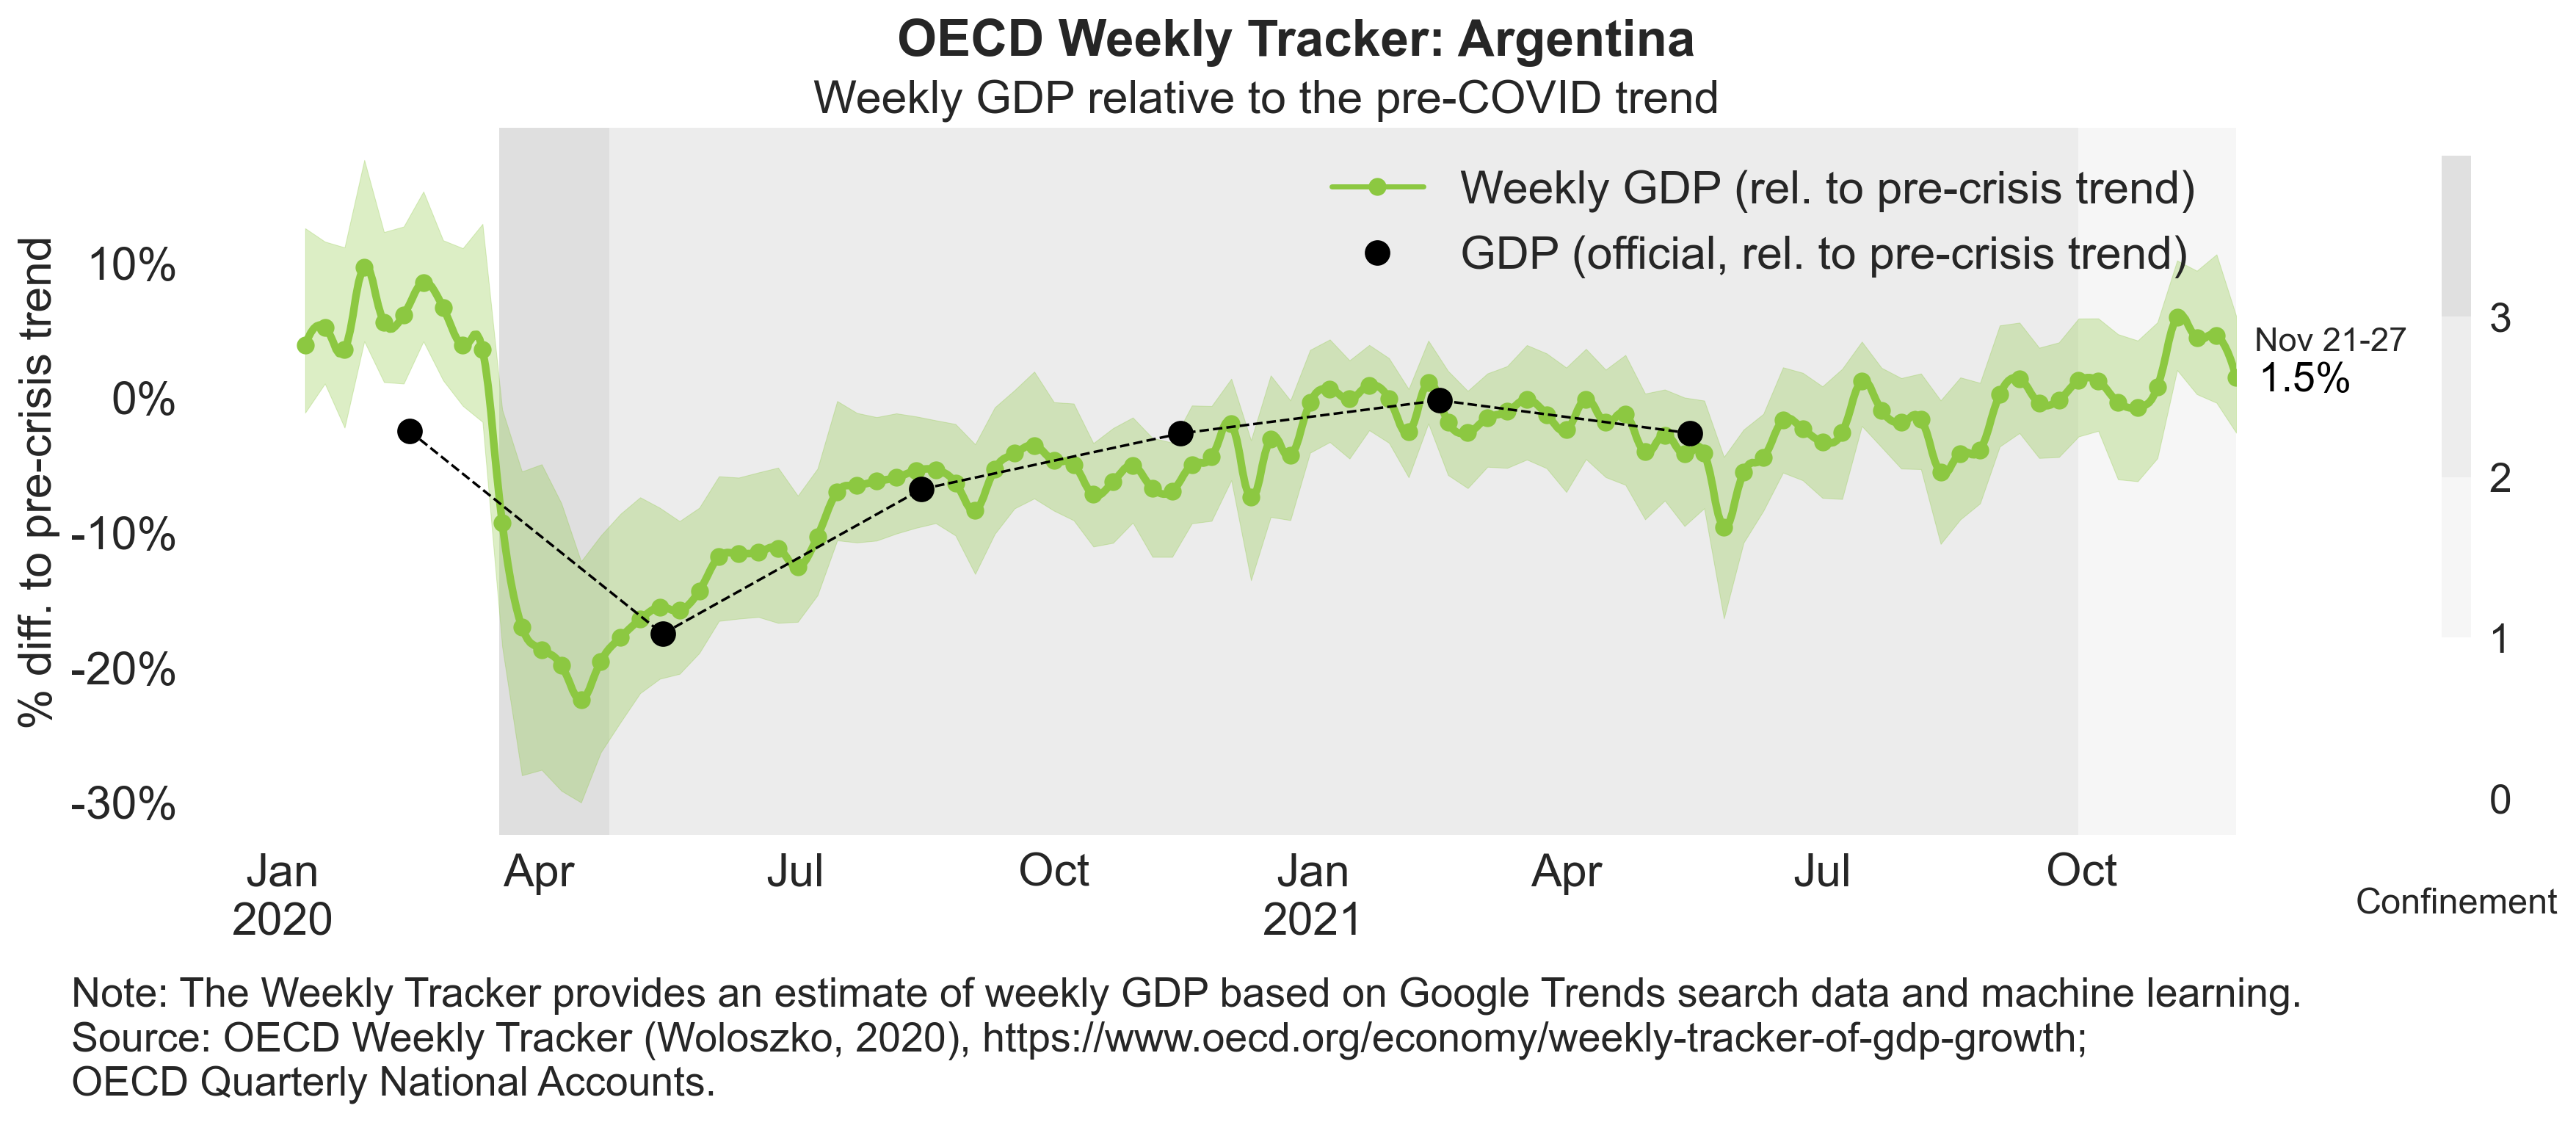 OECD Weekly Tracker: Argentina
Weekly GDP relative to the pre-COVID trend
Weekly GDP (rel. to pre-crisis trend)
GDP (official, rel. to pre-crisis trend)
% diff. to pre-crisis trend
10%
0%
-10%
-20%
-30%
Nov 21-27
1.5%
3
2
1
0
Confinement
Jan Apr Jul Oct Jan Apr Jul Oct
2020 2021
Note: The Weekly Tracker provides an estimate of weekly GDP based on Google Trends search data and machine learning.
Source: OECD Weekly Tracker (Woloszko, 2020), https://www.oecd.org/economy/weekly-tracker-of-gdp-growth;
OECD Quarterly National Accounts.